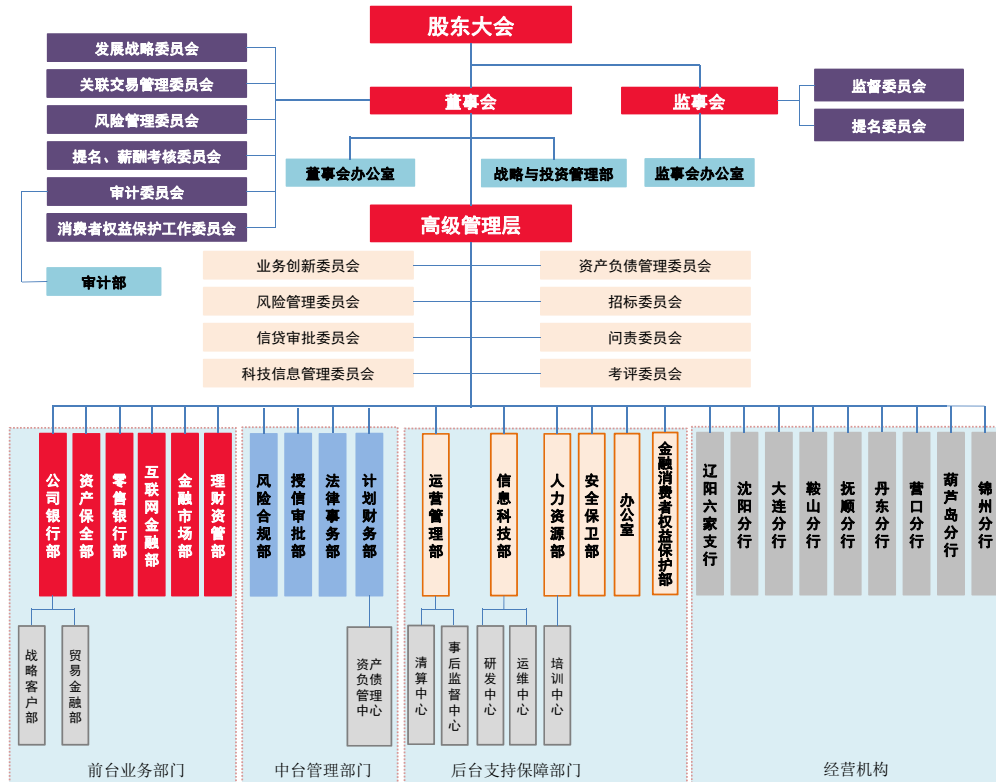 股东大会
发展战略委员会
关联交易管理委员会
风险管理委员会
提名、薪酬考核委员会
审计委员会
消费者权益保护工作委员会
审计部
董事会
监事会
监督委员会
提名委员会
董事会办公室
战略与投资管理部
监事会办公室
高级管理层
业务创新委员会
资产负债管理委员会
风险管理委员会
招标委员会
信贷审批委员会
问责委员会
科技信息管理委员会
考评委员会
公司银行部
资产保全部
零售银行部
互联网金融部
金融市场部
理财资管部
风险合规部
授信审批部
法律事务部
计划财务部
运营管理部
信息科技部
人力资源部
安全保卫部
办公室
金融消费者权益保护部
辽阳六家支行
沈阳分行
大连分行
鞍山分行
抚顺分行
丹东分行
营口分行
葫芦岛分行
锦州分行
战略客户部
贸易金融部
资产
负债
管理
中心
清算中心
事后监督中心
研发中心
运维中心
培训中心
前台业务部门
中台管理部门
后台支持保障部门
经营机构